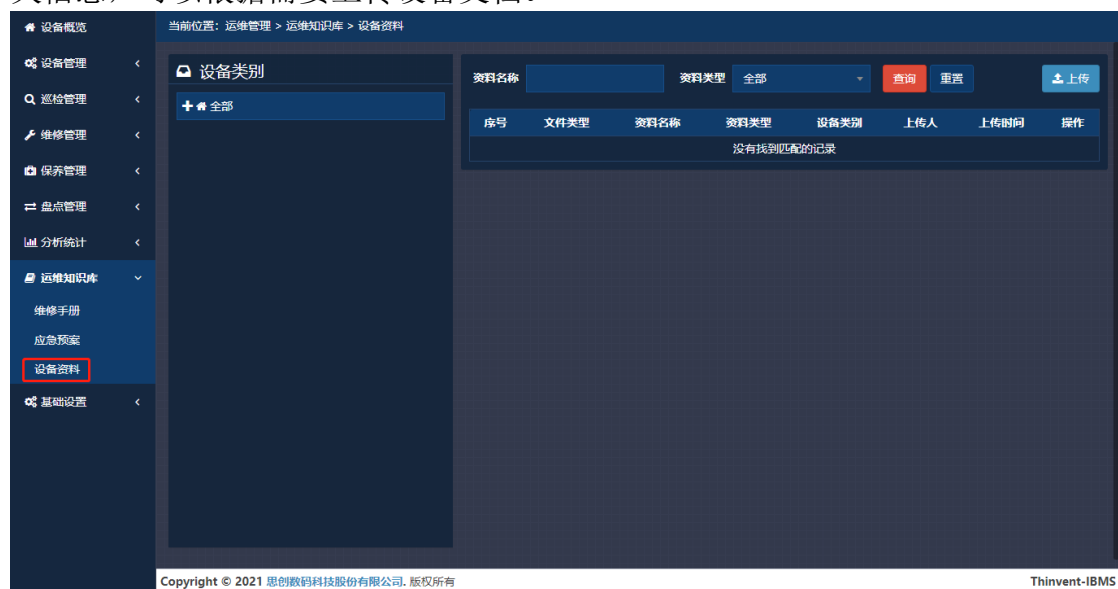 设备概览
当前位置：运维管理 > 运维知识库 > 设备资料
设备管理
巡检管理
维修管理
保养管理
盘点管理
分析统计
运维知识库
维修手册
应急预案
设备资料
基础设置
设备类别
全部
资料名称 资料类型 全部 查询 重置 上传
序号 文件类型 资料名称 资料类型 设备类别 上传人 上传时间 操作
没有找到匹配的记录
Copyright © 2021 思创数码科技股份有限公司. 版权所有 Thinvent-IBMS